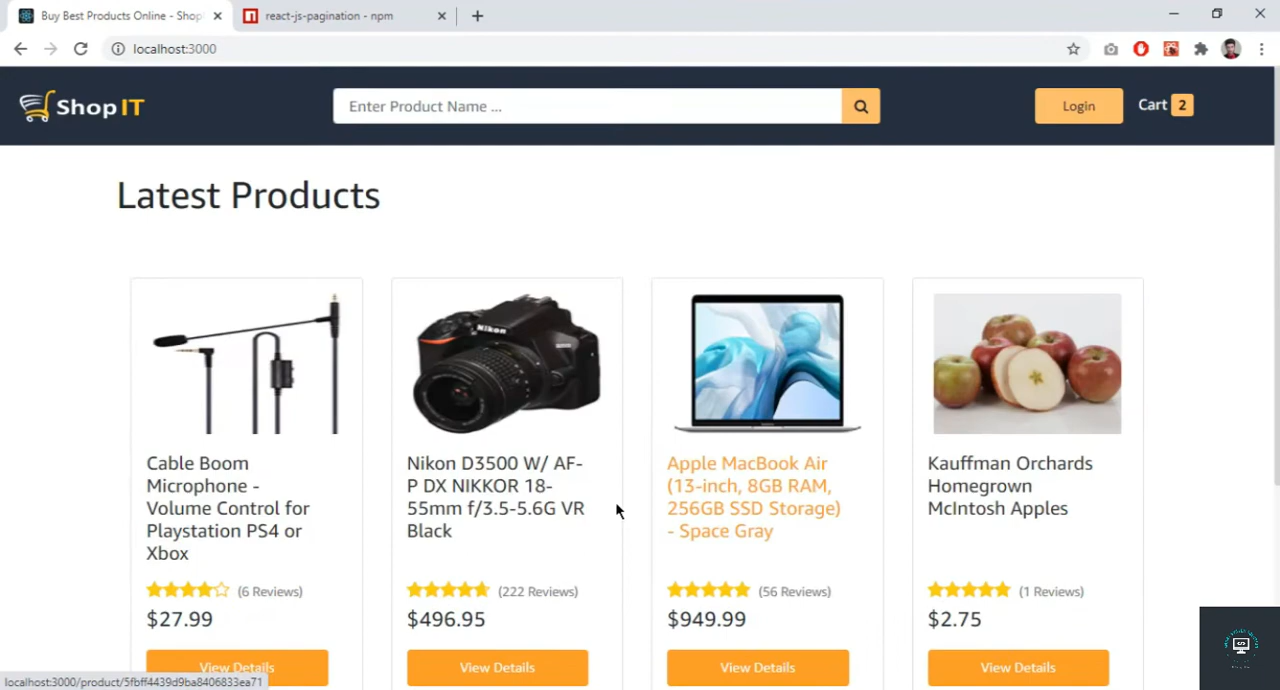 Buy Best Products Online - Shop
react-js-pagination - npm
localhost:3000
ShopIT
Enter Product Name ...
Login
Cart 2
Latest Products
Nikon
Cable Boom
Microphone -
Volume Control for
Playstation PS4 or
Xbox
(6 Reviews)
$27.99
View Details
Nikon D3500 W/ AF-
P DX NIKKOR 18-
55mm f/3.5-5.6G VR
Black
(222 Reviews)
$496.95
View Details
Apple MacBook Air
(13-inch, 8GB RAM,
256GB SSD Storage)
- Space Gray
(56 Reviews)
$949.99
View Details
Kauffman Orchards
Homegrown
McIntosh Apples
(1 Reviews)
$2.75
View Details
localhost:3000/product/5fbff4439d9ba8406833ea71